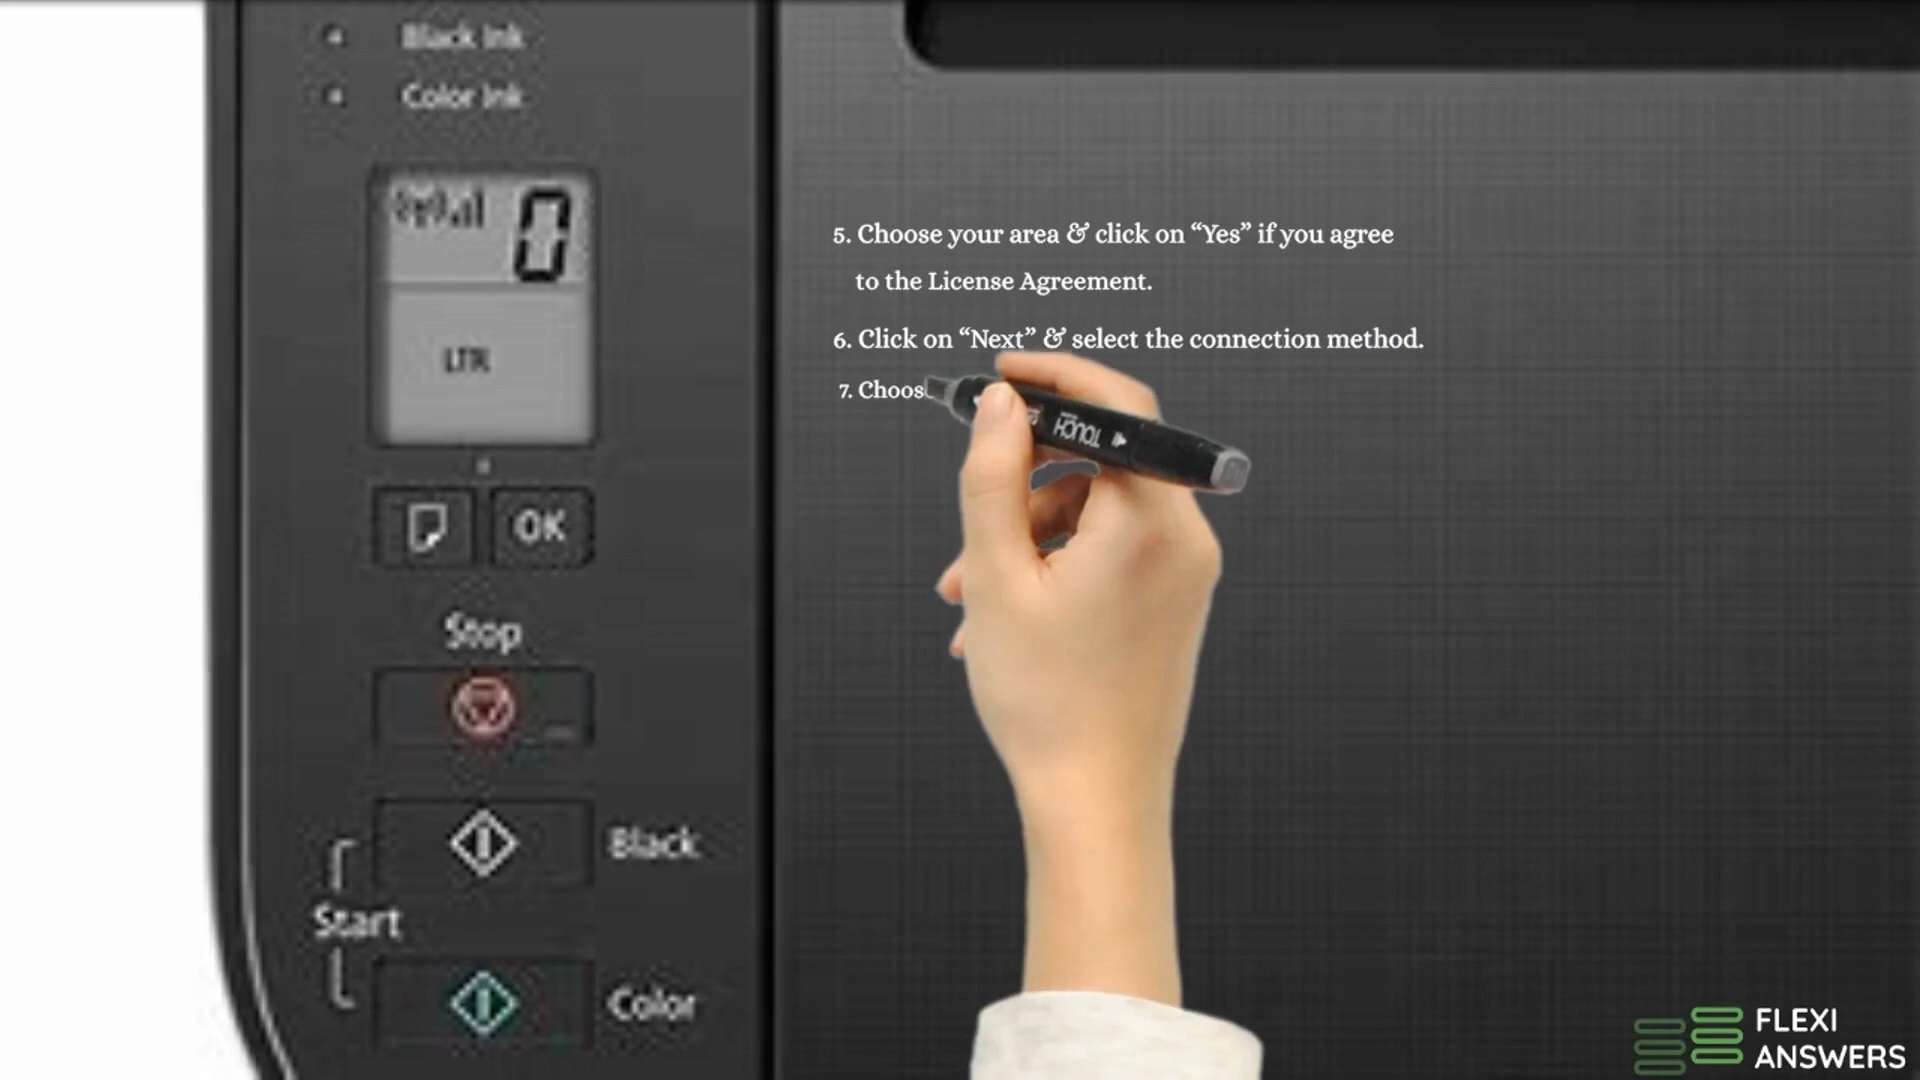 Black Ink
Color Ink
0
LTR
OK
Stop
Black
Start
Color
5. Choose your area & click on “Yes” if you agree
to the License Agreement.
6. Click on “Next” & select the connection method.
7. Choos
TOUCH
FLEXI
ANSWERS